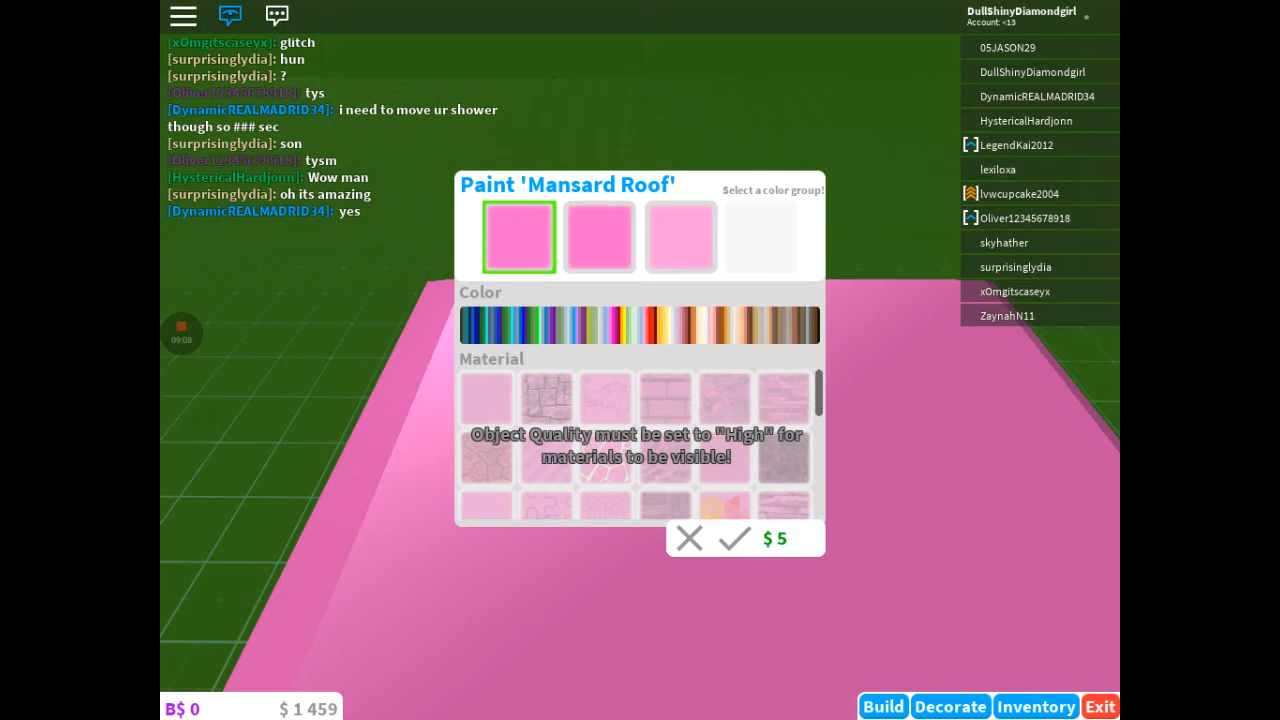 DullShinyDiamondgirl
Account: <13
[xOmgitscaseyx]: glitch
[surprisinglydia]: hun
[surprisinglydia]: ?
[Oliver12345678918]: tys
[DynamicREALMADRID34]: i need to move ur shower
though so ### sec
[surprisinglydia]: son
[Oliver12345678918]: tysm
[HystericalHardjonn]: Wow man
[surprisinglydia]: oh its amazing
[DynamicREALMADRID34]: yes
05JASON29
DullShinyDiamondgirl
DynamicREALMADRID34
HystericalHardjonn
LegendKai2012
lexiloxa
lvwcupcake2004
Oliver12345678918
skyhather
surprisinglydia
xOmgitscaseyx
ZaynahN11
Paint 'Mansard Roof'
Select a color group!
Color
Material
Object Quality must be set to "High" for
materials to be visible!
$ 5
09:08
B$ 0
$ 1 459
Build
Decorate
Inventory
Exit